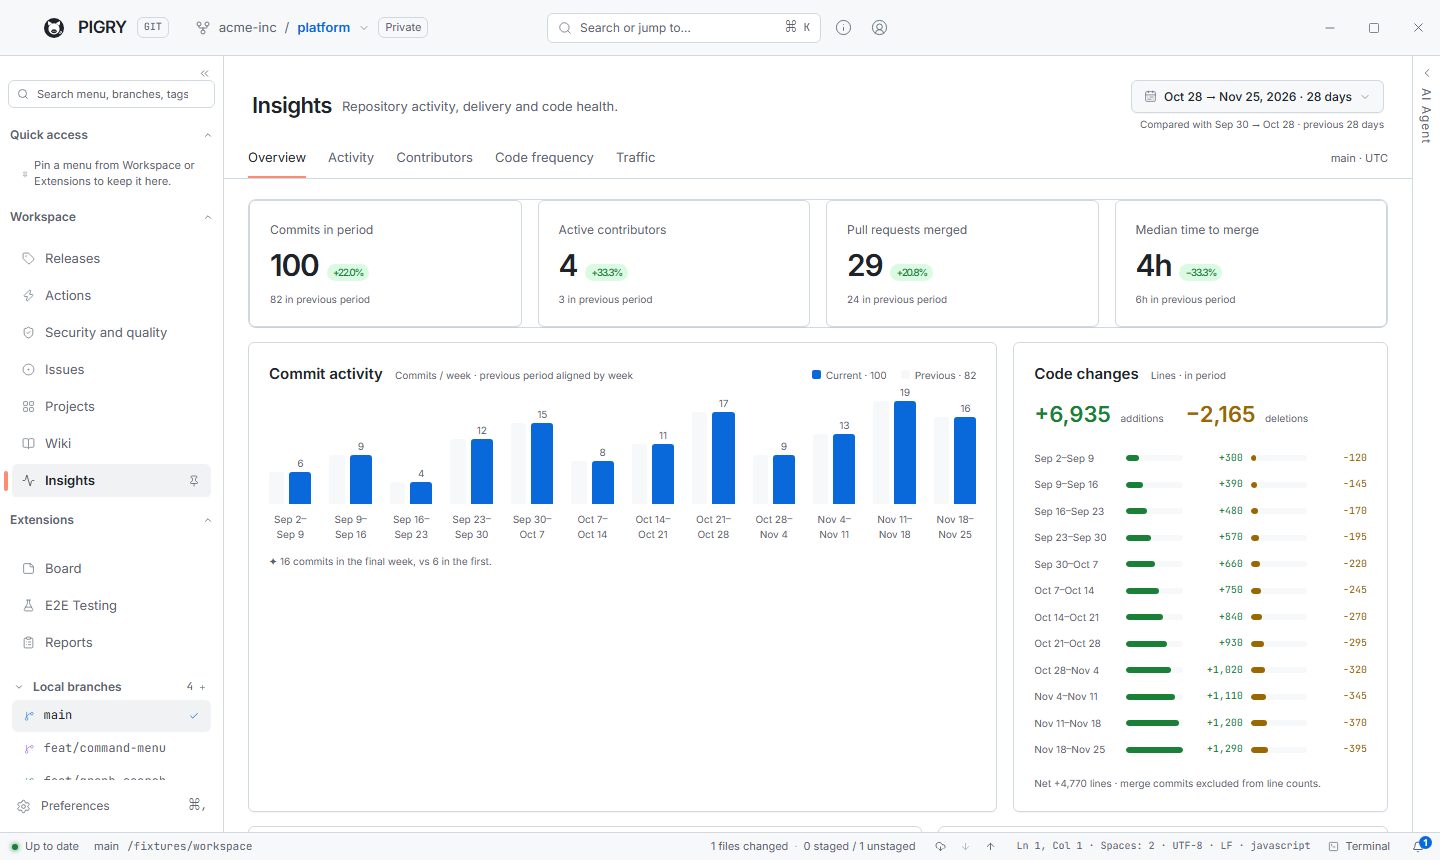 PIGRY GIT
acme-inc / platform Private
Search or jump to... ⌘ K
Search menu, branches, tags
Quick access
Pin a menu from Workspace or
Extensions to keep it here.
Workspace
Releases
Actions
Security and quality
Issues
Projects
Wiki
Insights
Extensions
Board
E2E Testing
Reports
Local branches 4 +
main
feat/command-menu
Preferences ⌘,
Insights Repository activity, delivery and code health.
Oct 28 → Nov 25, 2026 · 28 days
Compared with Sep 30 → Oct 28 · previous 28 days
Overview Activity Contributors Code frequency Traffic
main · UTC
Commits in period
100 +22.0%
82 in previous period
Active contributors
4 +33.3%
3 in previous period
Pull requests merged
29 +20.8%
24 in previous period
Median time to merge
4h −33.3%
6h in previous period
Commit activity Commits / week · previous period aligned by week
Current · 100 Previous · 82
6 9 4 12 15 8 11 17 9 13 19 16
Sep 2– Sep 9– Sep 16– Sep 23– Sep 30– Oct 7– Oct 14– Oct 21– Oct 28– Nov 4– Nov 11– Nov 18–
Sep 9 Sep 16 Sep 23 Sep 30 Oct 7 Oct 14 Oct 21 Oct 28 Nov 4 Nov 11 Nov 18 Nov 25
✦ 16 commits in the final week, vs 6 in the first.
Code changes Lines · in period
+6,935 additions −2,165 deletions
Sep 2–Sep 9 +300 -120
Sep 9–Sep 16 +390 -145
Sep 16–Sep 23 +480 -170
Sep 23–Sep 30 +570 -195
Sep 30–Oct 7 +660 -220
Oct 7–Oct 14 +750 -245
Oct 14–Oct 21 +840 -270
Oct 21–Oct 28 +930 -295
Oct 28–Nov 4 +1,020 -320
Nov 4–Nov 11 +1,110 -345
Nov 11–Nov 18 +1,200 -370
Nov 18–Nov 25 +1,290 -395
Net +4,770 lines · merge commits excluded from line counts.
AI Agent
Up to date main /fixtures/workspace
1 files changed · 0 staged / 1 unstaged
Ln 1, Col 1 · Spaces: 2 · UTF-8 · LF · javascript
Terminal
1